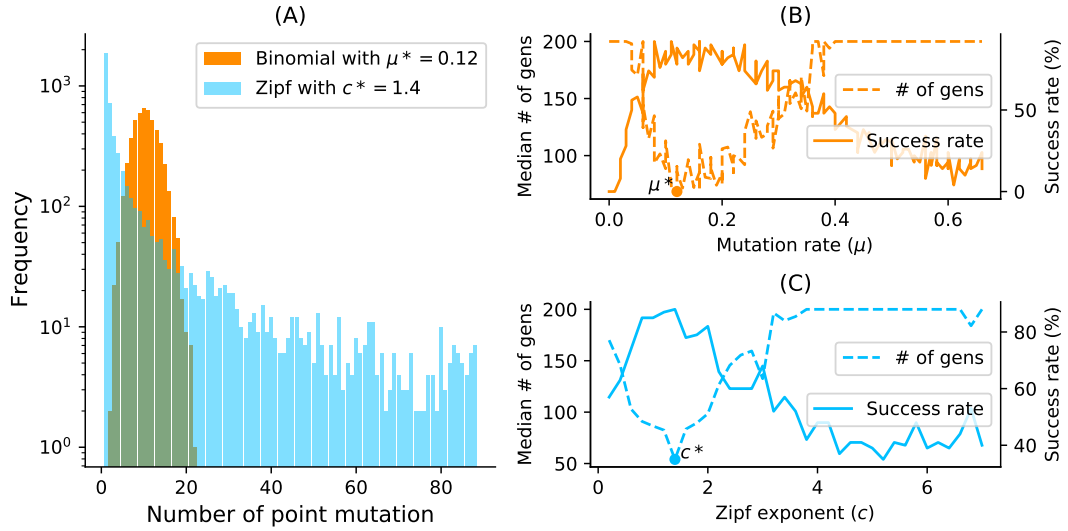 (A)
Frequency
10³
10²
10¹
10⁰
Binomial with μ* = 0.12
Zipf with c* = 1.4
0 20 40 60 80
Number of point mutation
(B)
Median # of gens
200
150
100
# of gens
Success rate
μ*
50
0
Success rate (%)
0.0 0.2 0.4 0.6
Mutation rate (μ)
(C)
Median # of gens
200
150
100
50
# of gens
Success rate
c*
80
60
40
Success rate (%)
0 2 4 6
Zipf exponent (c)